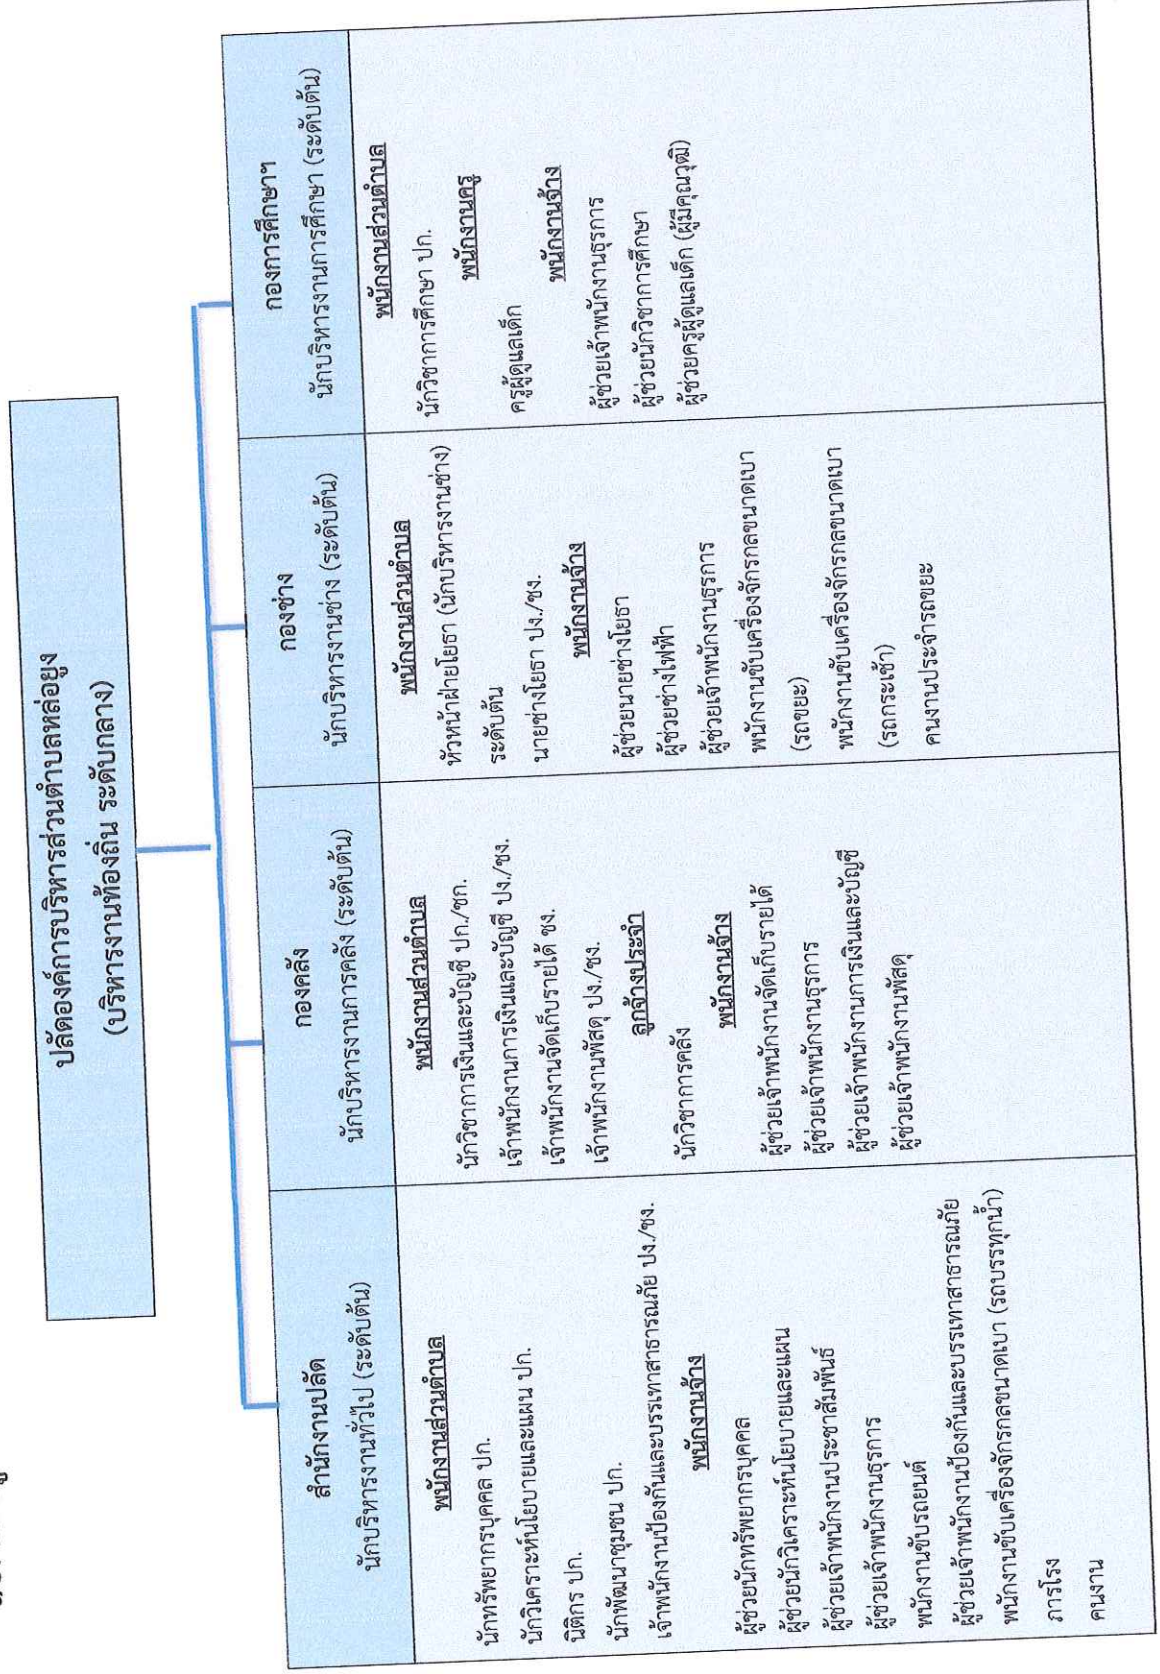 ปลัดองค์การบริหารส่วนตำบลหล่อยูง
(บริหารงานท้องถิ่น ระดับกลาง)
สำนักงานปลัด
นักบริหารงานทั่วไป (ระดับต้น)
พนักงานส่วนตำบล
นักทรัพยากรบุคคล ปก.
นักวิเคราะห์นโยบายและแผน ปก.
นิติกร ปก.
นักพัฒนาชุมชน ปก.
เจ้าพนักงานป้องกันและบรรเทาสาธารณภัย ปง./ชง.
พนักงานจ้าง
ผู้ช่วยนักทรัพยากรบุคคล
ผู้ช่วยนักวิเคราะห์นโยบายและแผน
ผู้ช่วยเจ้าพนักงานประชาสัมพันธ์
ผู้ช่วยเจ้าพนักงานธุรการ
พนักงานขับรถยนต์
ผู้ช่วยเจ้าพนักงานป้องกันและบรรเทาสาธารณภัย
พนักงานขับเครื่องจักรกลขนาดเบา (รถบรรทุกน้ำ)
ภารโรง
คนงาน
กองคลัง
นักบริหารงานการคลัง (ระดับต้น)
พนักงานส่วนตำบล
นักวิชาการเงินและบัญชี ปก./ชก.
เจ้าพนักงานการเงินและบัญชี ปง./ชง.
เจ้าพนักงานจัดเก็บรายได้ ชง.
เจ้าพนักงานพัสดุ ปง./ชง.
ลูกจ้างประจำ
นักวิชาการคลัง
พนักงานจ้าง
ผู้ช่วยเจ้าพนักงานจัดเก็บรายได้
ผู้ช่วยเจ้าพนักงานธุรการ
ผู้ช่วยเจ้าพนักงานการเงินและบัญชี
ผู้ช่วยเจ้าพนักงานพัสดุ
กองช่าง
นักบริหารงานช่าง (ระดับต้น)
พนักงานส่วนตำบล
หัวหน้าฝ่ายโยธา (นักบริหารงานช่าง)
ระดับต้น
นายช่างโยธา ปง./ชง.
พนักงานจ้าง
ผู้ช่วยนายช่างโยธา
ผู้ช่วยช่างไฟฟ้า
ผู้ช่วยเจ้าพนักงานธุรการ
พนักงานขับเครื่องจักรกลขนาดเบา
(รถขยะ)
พนักงานขับเครื่องจักรกลขนาดเบา
(รถกระเช้า)
คนงานประจำรถขยะ
กองการศึกษาฯ
นักบริหารงานการศึกษา (ระดับต้น)
พนักงานส่วนตำบล
นักวิชาการศึกษา ปก.
พนักงานครู
ครูผู้ดูแลเด็ก
พนักงานจ้าง
ผู้ช่วยเจ้าพนักงานธุรการ
ผู้ช่วยนักวิชาการศึกษา
ผู้ช่วยครูผู้ดูแลเด็ก (ผู้มีคุณวุฒิ)